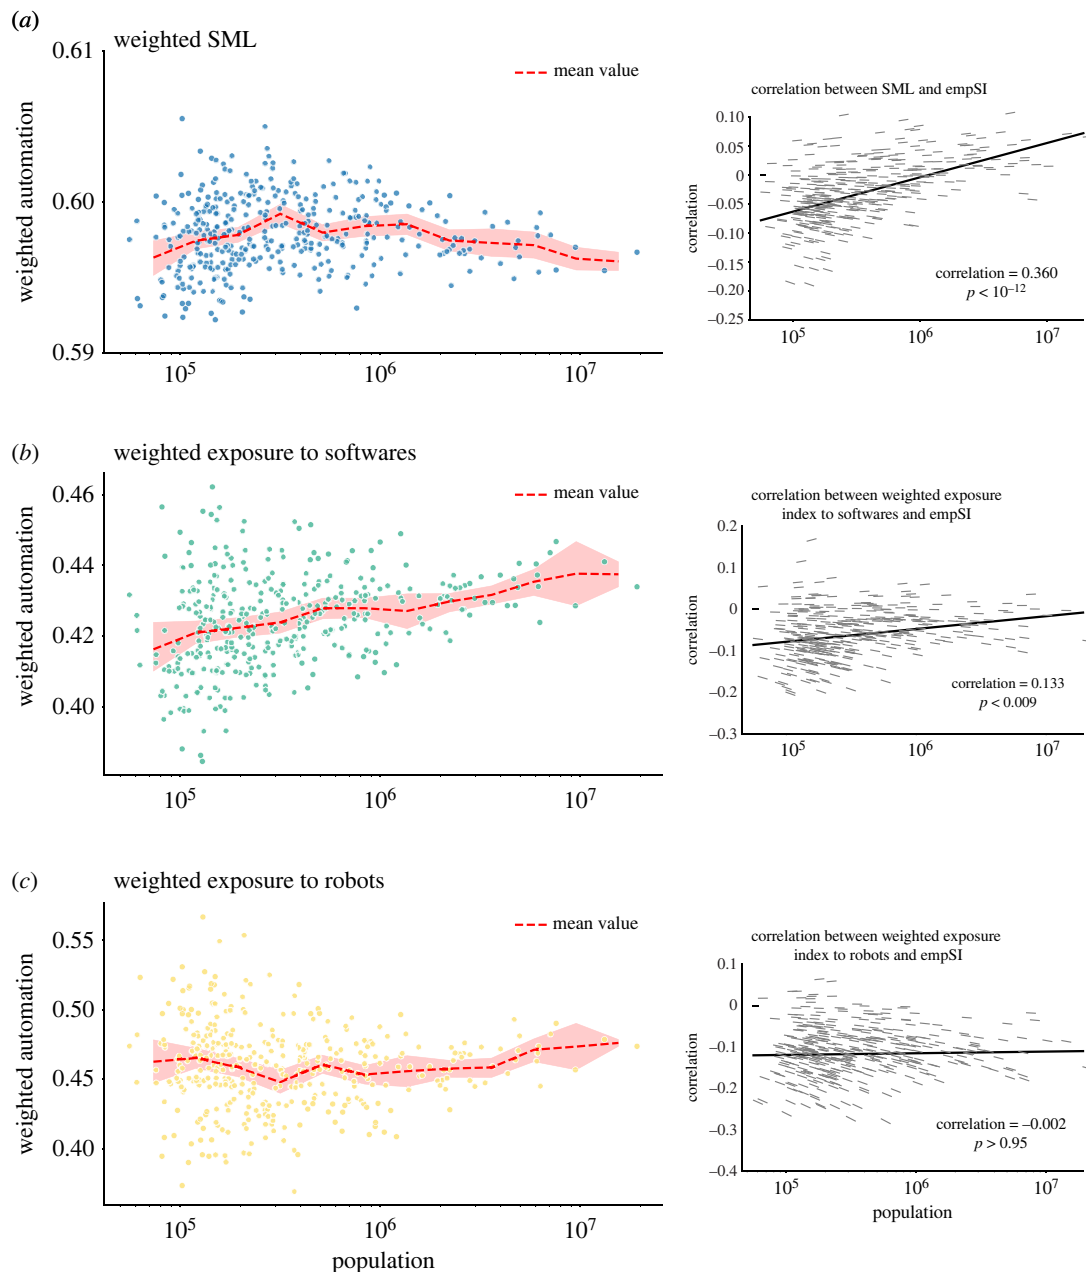 (a)
weighted SML
0.61
0.60
0.59
weighted automation
mean value
10^5
10^6
10^7
correlation between SML and empSI
0.10
0.05
0
–0.05
–0.10
–0.15
–0.20
–0.25
correlation
correlation = 0.360
p < 10^–12
10^5
10^6
10^7
(b)
weighted exposure to softwares
0.46
0.44
0.42
0.40
weighted automation
mean value
10^5
10^6
10^7
correlation between weighted exposure
index to softwares and empSI
0.2
0.1
0
–0.1
–0.2
–0.3
correlation
correlation = 0.133
p < 0.009
10^5
10^6
10^7
(c)
weighted exposure to robots
0.55
0.50
0.45
0.40
weighted automation
mean value
10^5
10^6
10^7
population
correlation between weighted exposure
index to robots and empSI
0.1
0
–0.1
–0.2
–0.3
–0.4
correlation
correlation = –0.002
p > 0.95
10^5
10^6
10^7
population